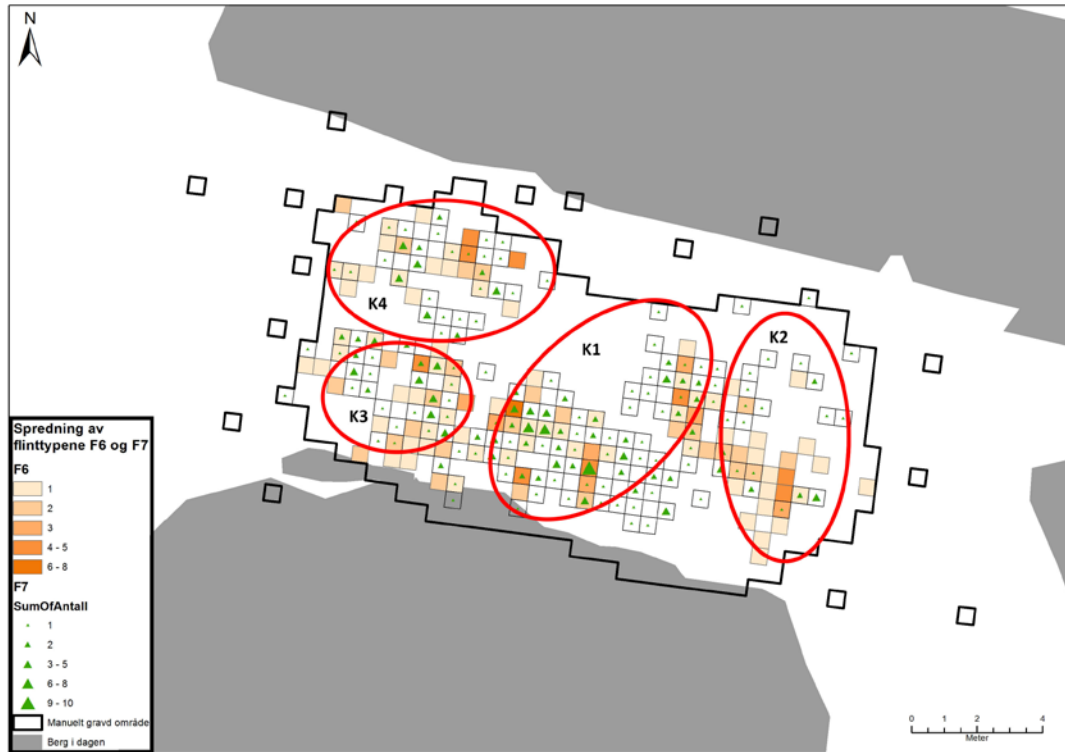 N
K4
K1
K2
K3
Spredning av
flinttypene F6 og F7
F6
1
2
3
4 - 5
6 - 8
F7
SumOfAntall
1
2
3 - 5
6 - 8
9 - 10
Manuelt gravd område
Berg i dagen
0 1 2 4
Meter